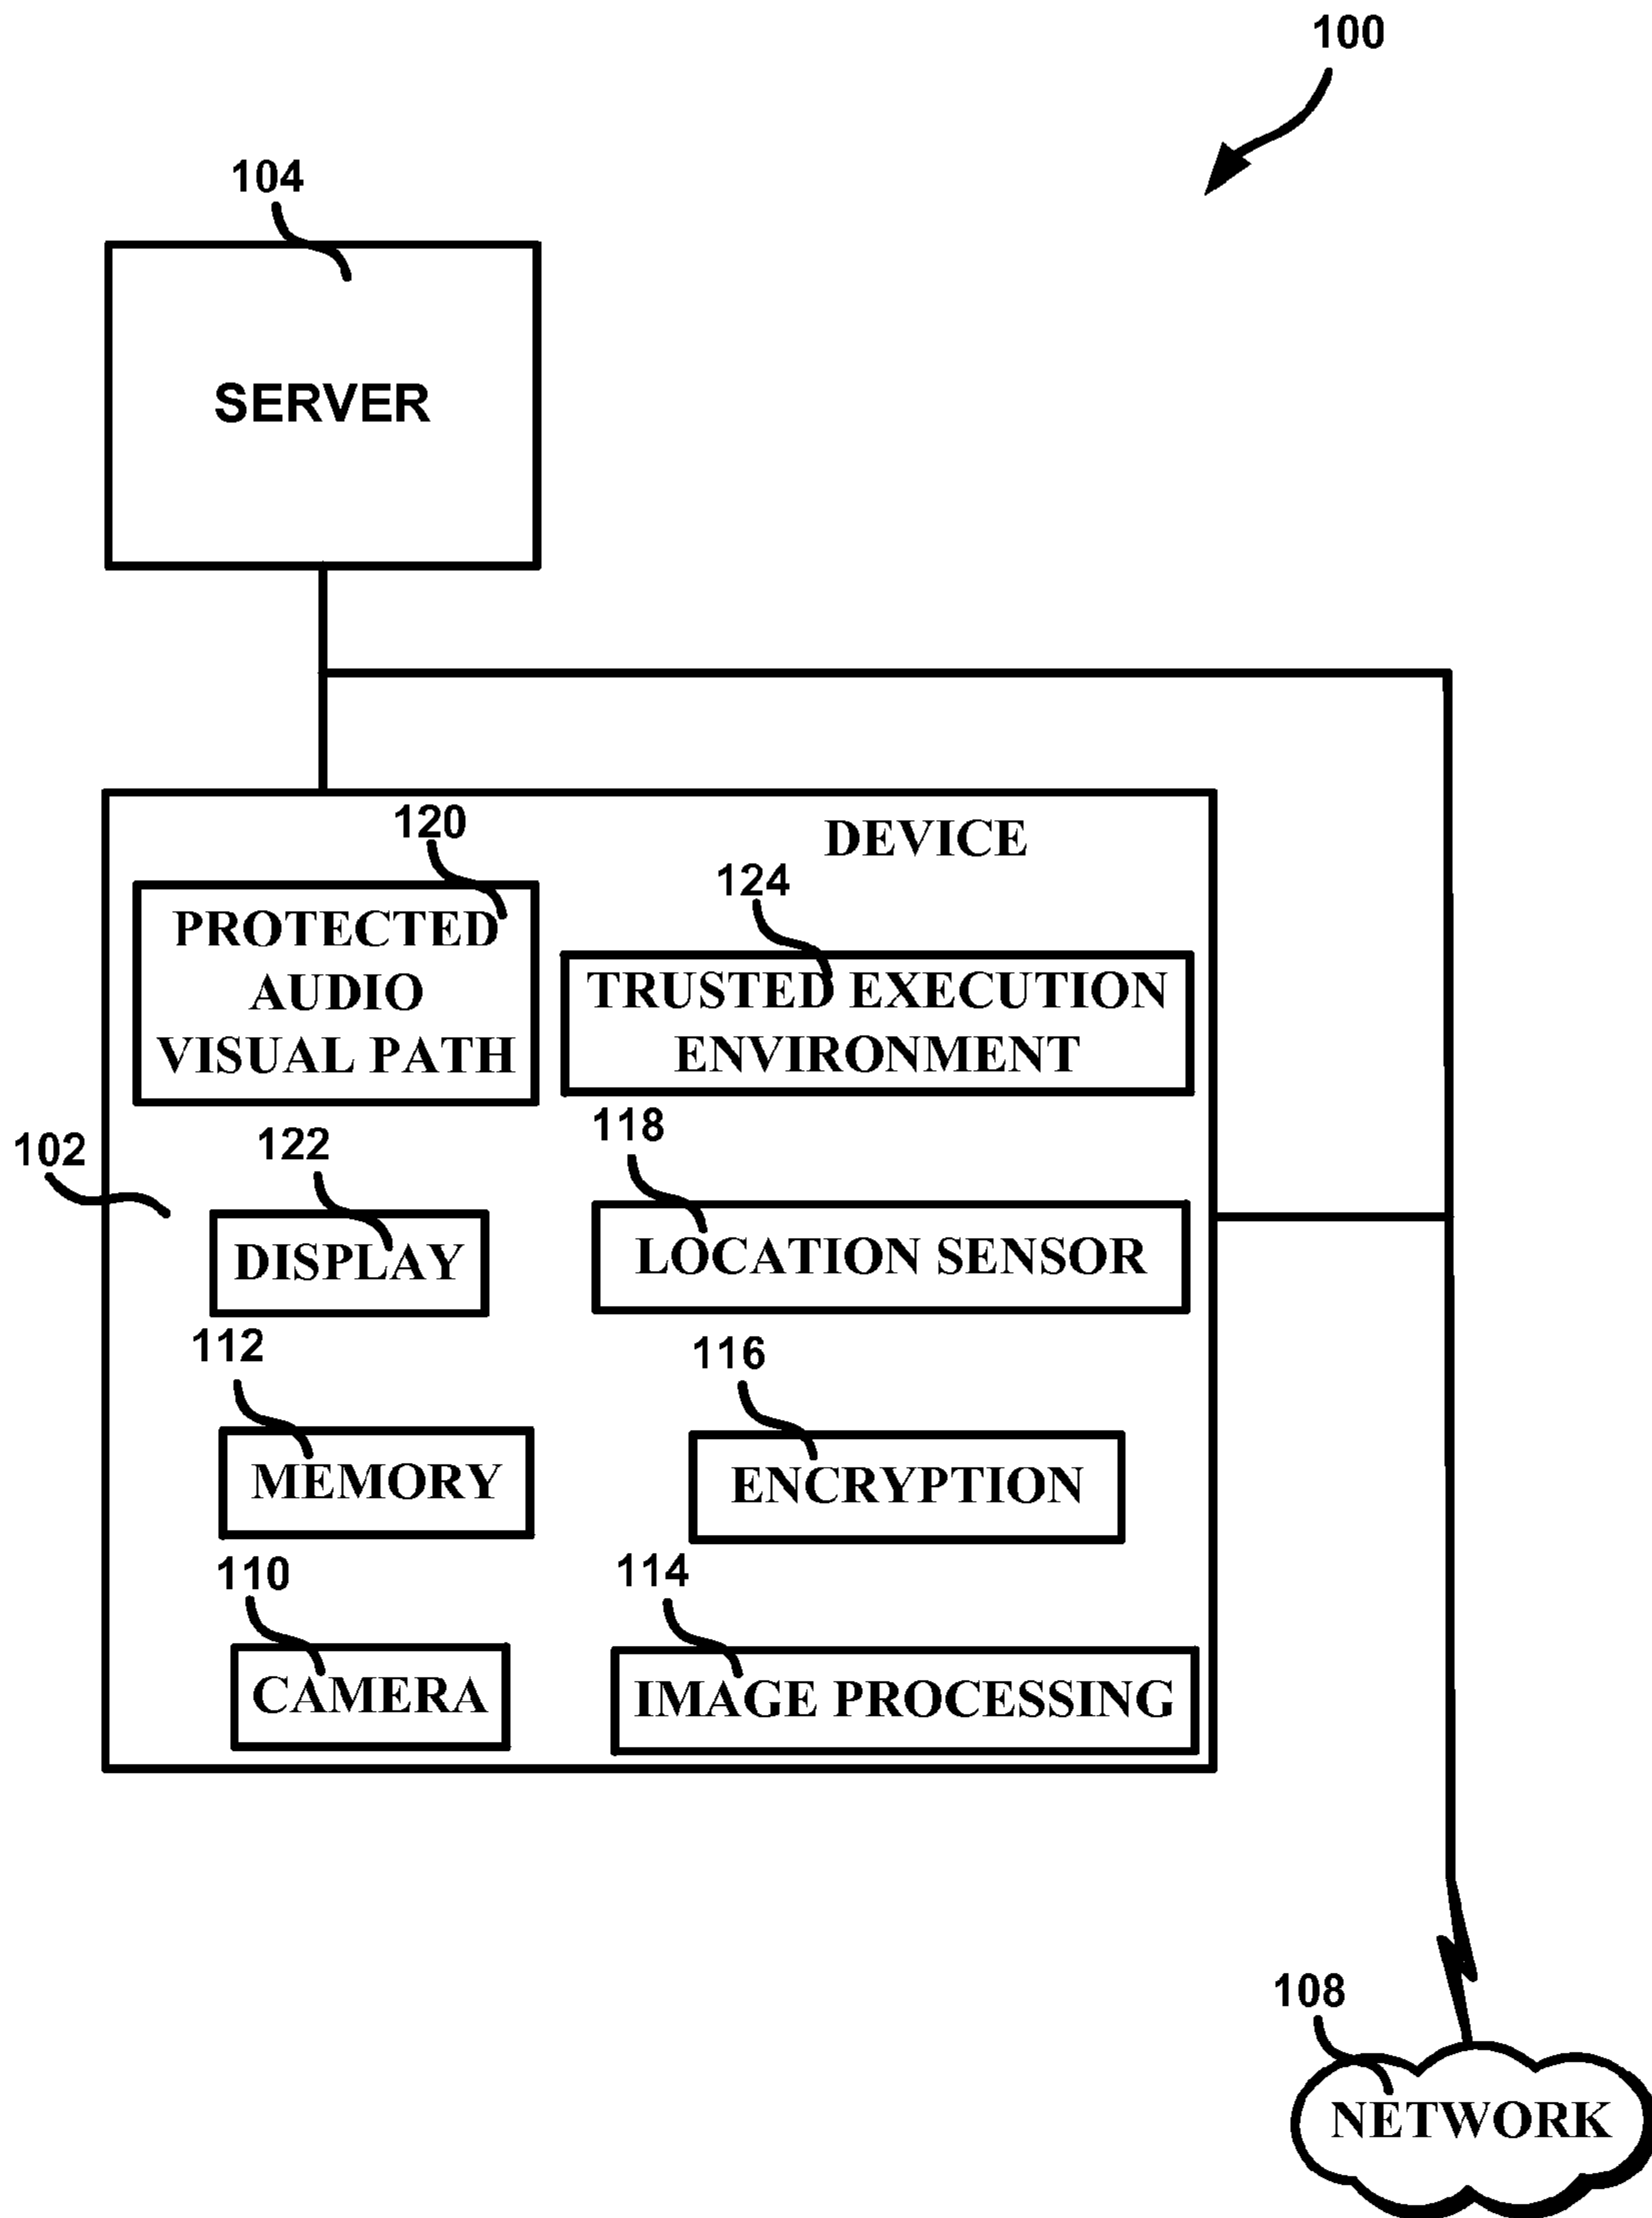 100
104
SERVER
120
DEVICE
124
PROTECTED
AUDIO
VISUAL PATH
TRUSTED EXECUTION
ENVIRONMENT
102
122
118
DISPLAY
LOCATION SENSOR
112
116
MEMORY
ENCRYPTION
110
114
CAMERA
IMAGE PROCESSING
108
NETWORK